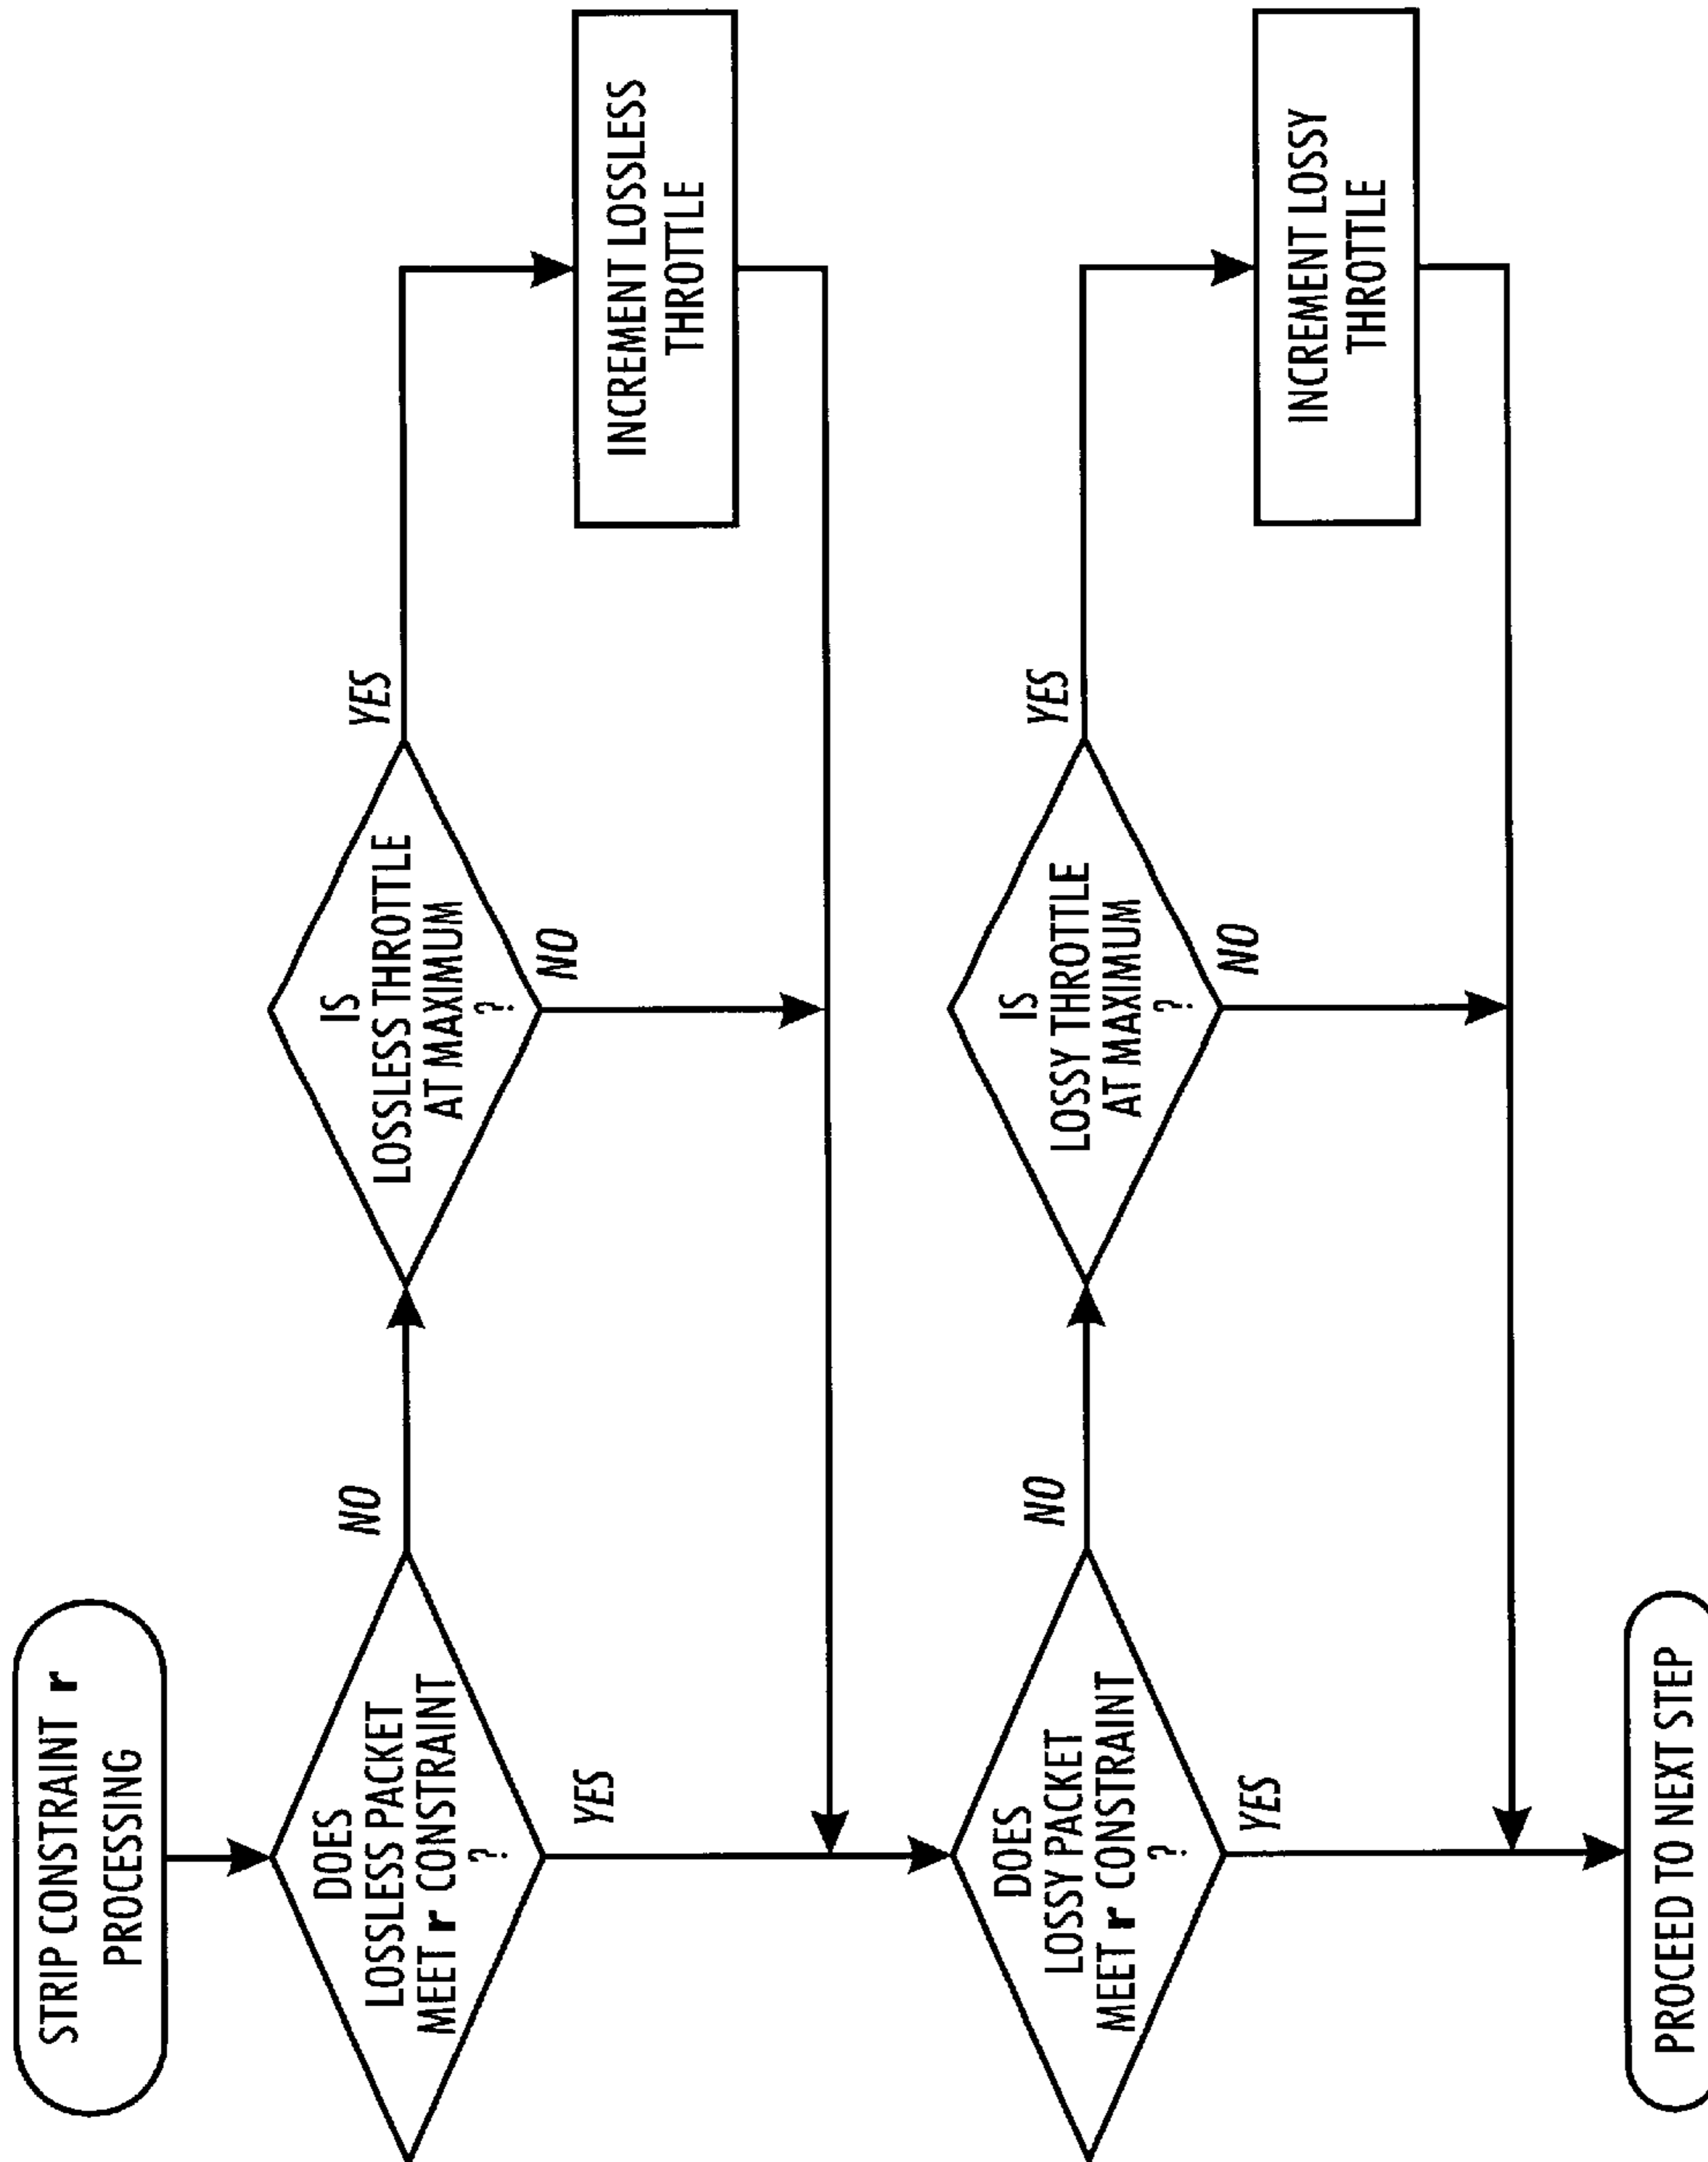 STRIP CONSTRAINT r
PROCESSING
DOES
LOSSLESS PACKET
MEET r CONSTRAINT
?
NO
YES
IS
LOSSLESS THROTTLE
AT MAXIMUM
?
YES
NO
INCREMENT LOSSLESS
THROTTLE
DOES
LOSSY PACKET
MEET r CONSTRAINT
?
NO
YES
IS
LOSSY THROTTLE
AT MAXIMUM
?
YES
NO
INCREMENT LOSSY
THROTTLE
PROCEED TO NEXT STEP